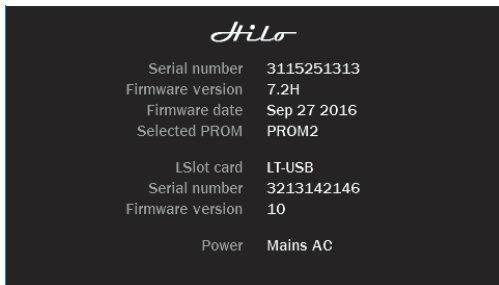 Hilo
Serial number 3115251313
Firmware version 7.2H
Firmware date Sep 27 2016
Selected PROM PROM2
LSlot card LT-USB
Serial number 3213142146
Firmware version 10
Power Mains AC